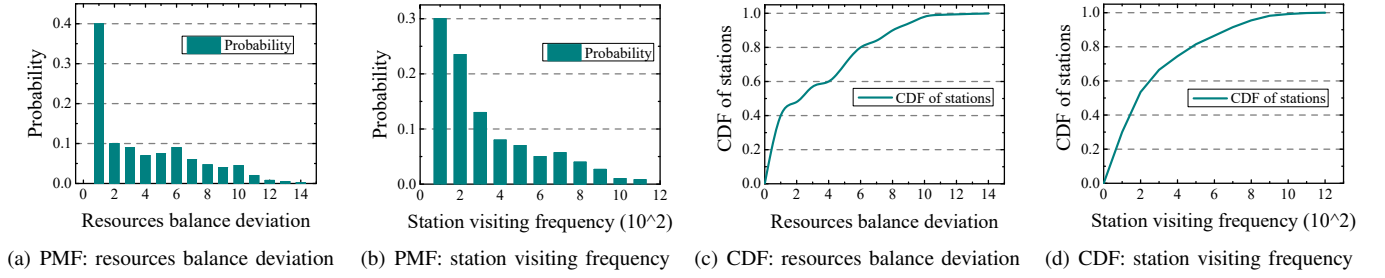 0.4
0.3
0.2
0.1
0.0
Probability
Probability
0 2 4 6 8 10 12 14
Resources balance deviation
(a) PMF: resources balance deviation
0.3
0.2
0.1
0.0
Probability
Probability
0 2 4 6 8 10 12
Station visiting frequency (10^2)
(b) PMF: station visiting frequency
1.0
0.8
0.6
0.4
0.2
0.0
CDF of stations
CDF of stations
0 2 4 6 8 10 12 14
Resources balance deviation
(c) CDF: resources balance deviation
1.0
0.8
0.6
0.4
0.2
0.0
CDF of stations
CDF of stations
0 2 4 6 8 10 12
Station visiting frequency (10^2)
(d) CDF: station visiting frequency